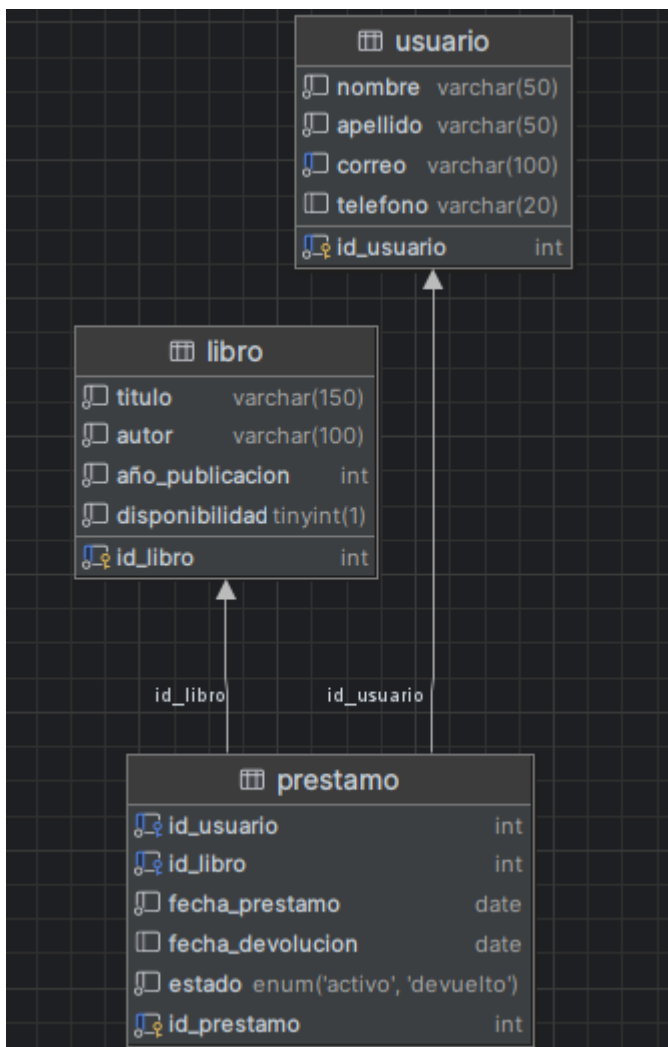 usuario
nombre varchar(50)
apellido varchar(50)
correo varchar(100)
telefono varchar(20)
id_usuario int
libro
titulo varchar(150)
autor varchar(100)
año_publicacion int
disponibilidad tinyint(1)
id_libro int
id_libro id_usuario
prestamo
id_usuario int
id_libro int
fecha_prestamo date
fecha_devolucion date
estado enum('activo', 'devuelto')
id_prestamo int